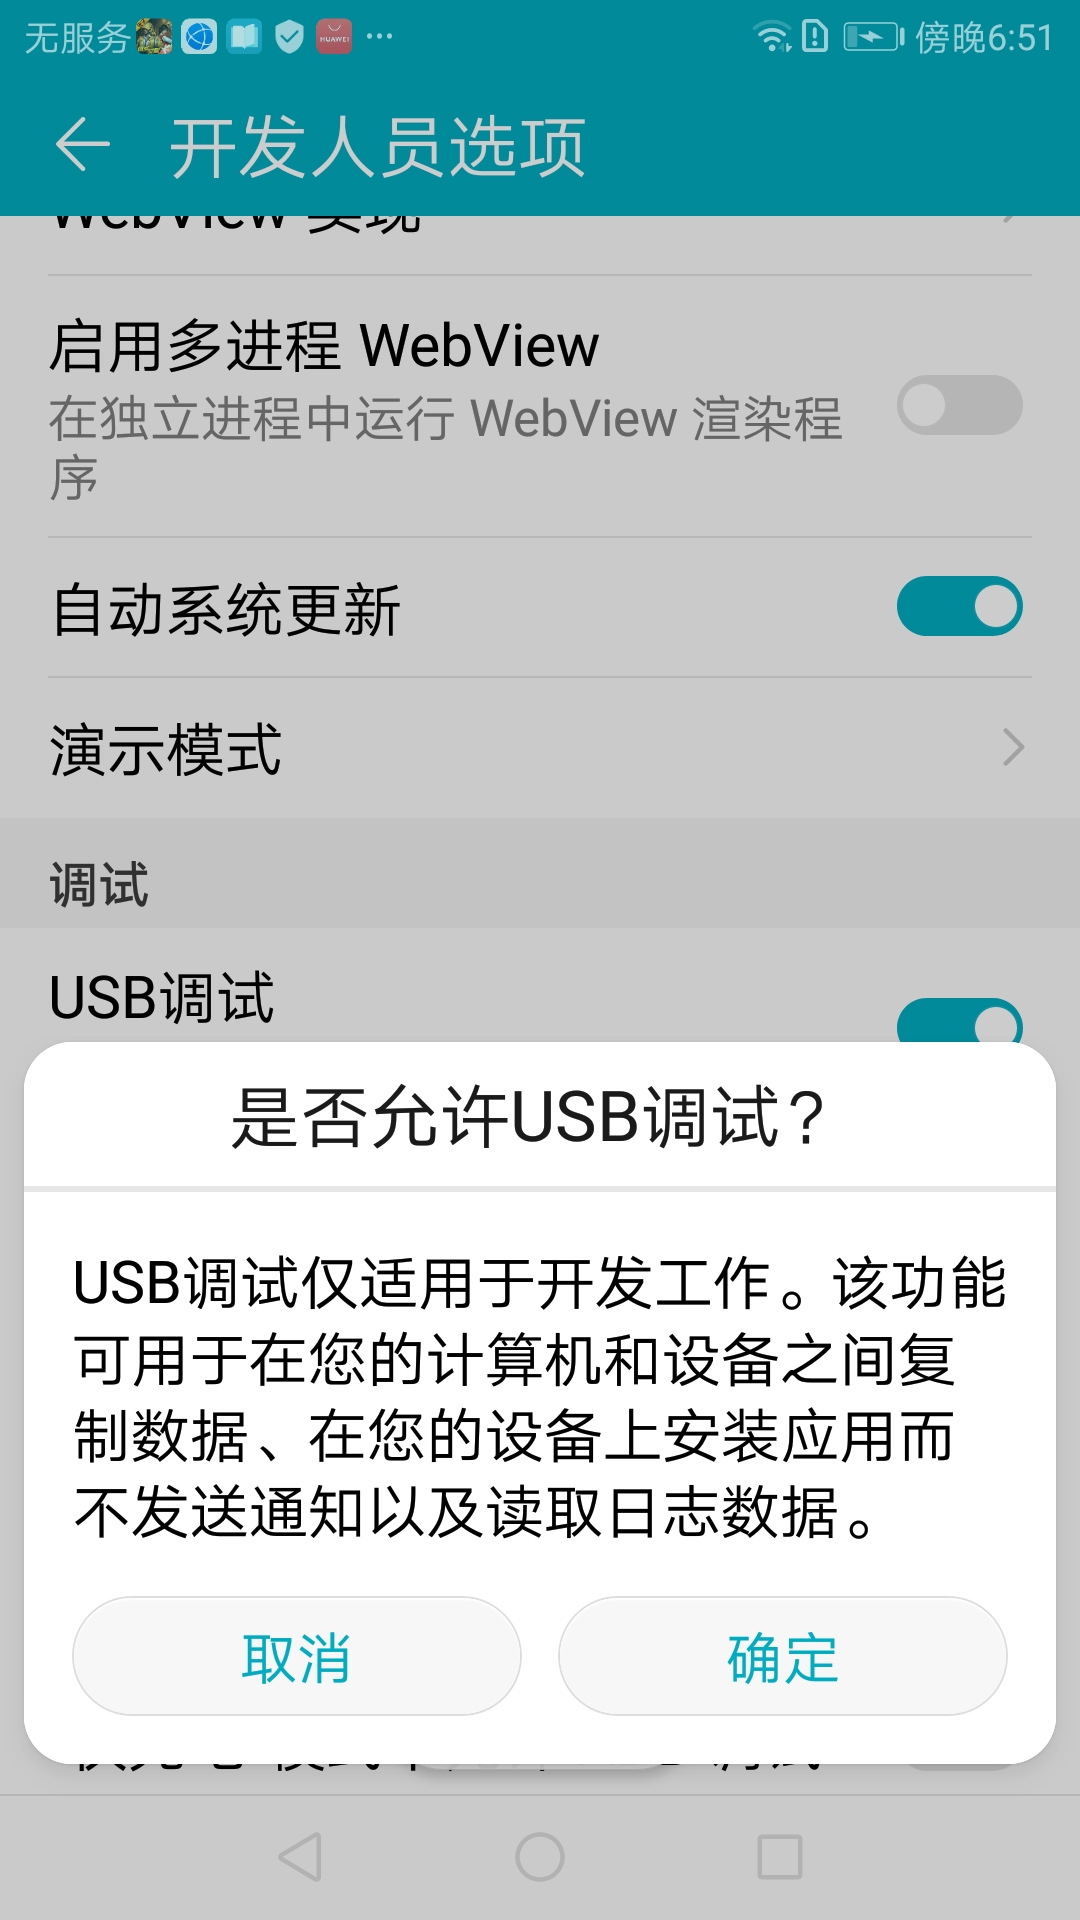 无服务
HUAWEI
傍晚6:51
开发人员选项
WebView 实现
启用多进程 WebView
在独立进程中运行 WebView 渲染程
序
自动系统更新
演示模式
调试
USB调试
是否允许USB调试？
USB调试仅适用于开发工作。该功能
可用于在您的计算机和设备之间复
制数据、在您的设备上安装应用而
不发送通知以及读取日志数据。
取消
确定